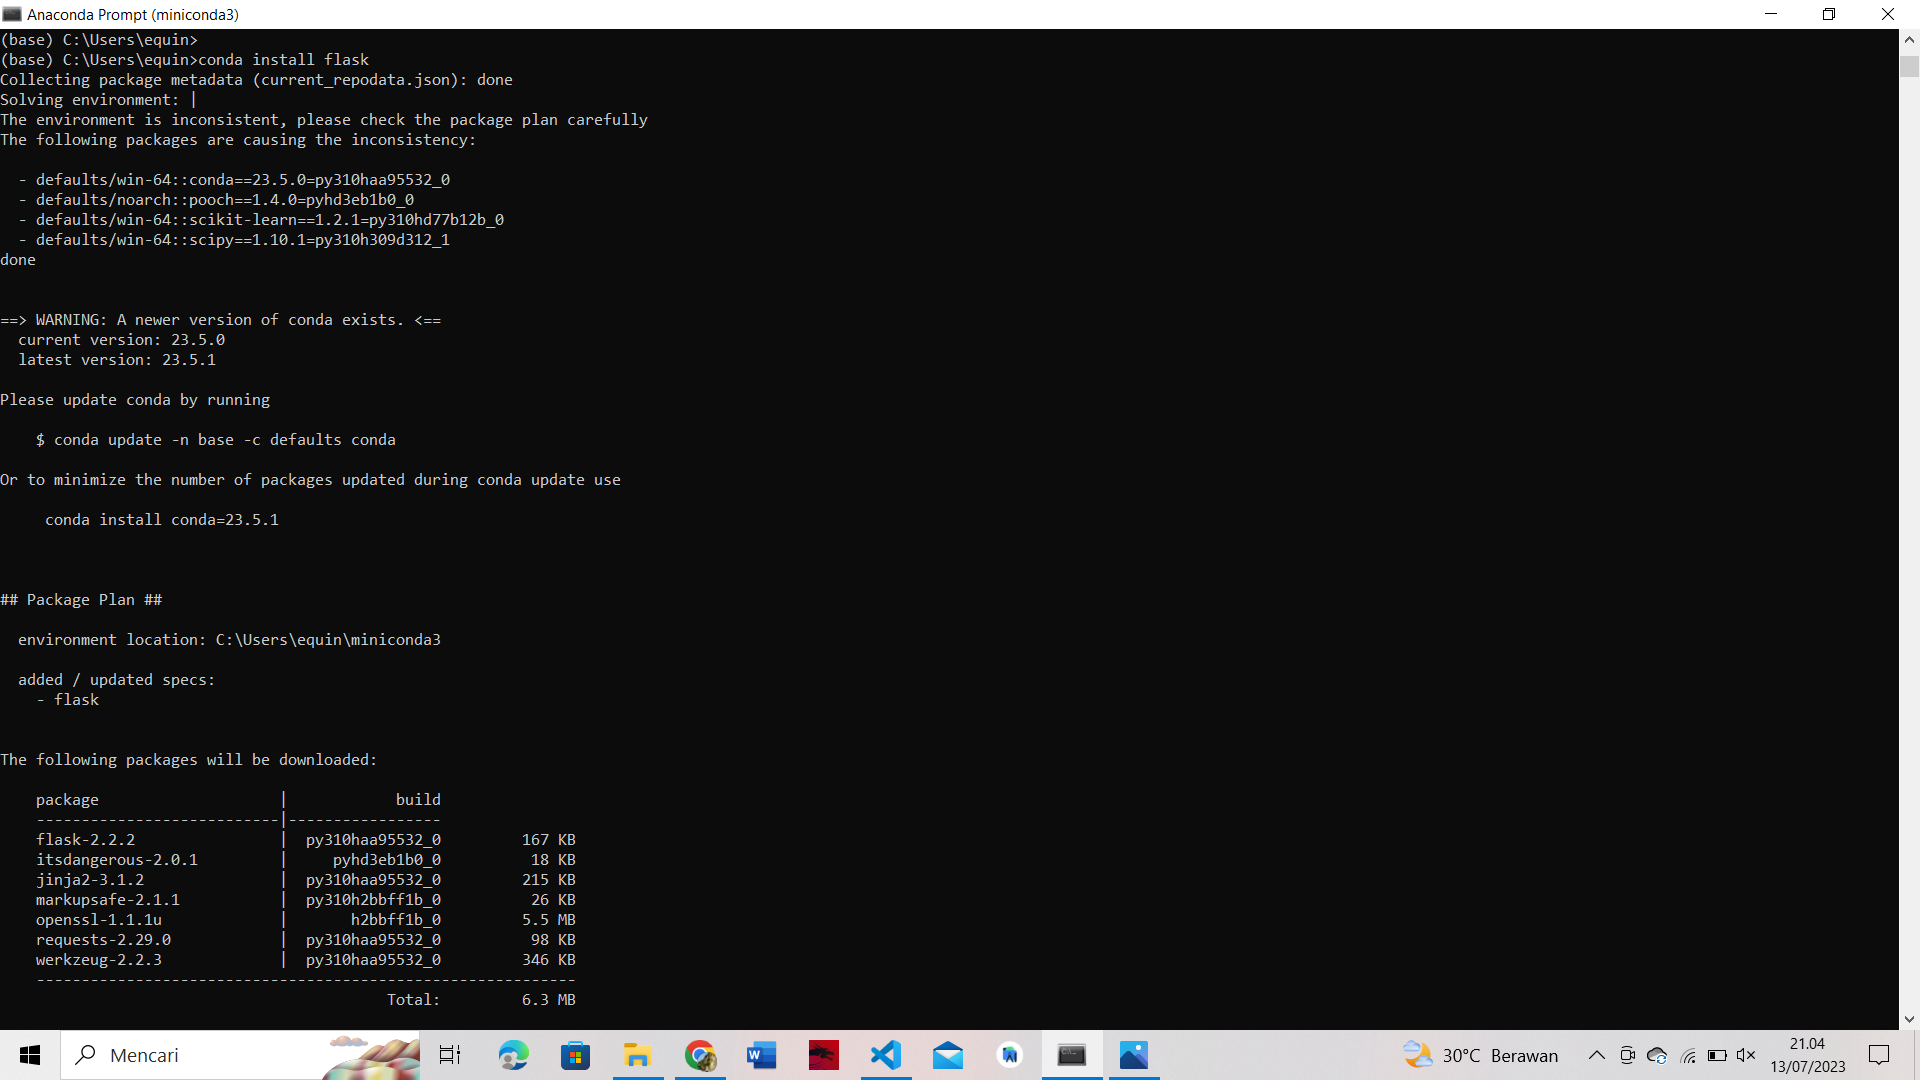 Anaconda Prompt (miniconda3)
(base) C:\Users\equin>
(base) C:\Users\equin>conda install flask
Collecting package metadata (current_repodata.json): done
Solving environment: |
The environment is inconsistent, please check the package plan carefully
The following packages are causing the inconsistency:
  - defaults/win-64::conda==23.5.0=py310haa95532_0
  - defaults/noarch::pooch==1.4.0=pyhd3eb1b0_0
  - defaults/win-64::scikit-learn==1.2.1=py310hd77b12b_0
  - defaults/win-64::scipy==1.10.1=py310h309d312_1
done
==> WARNING: A newer version of conda exists. <==
  current version: 23.5.0
  latest version: 23.5.1
Please update conda by running
    $ conda update -n base -c defaults conda
Or to minimize the number of packages updated during conda update use
     conda install conda=23.5.1
## Package Plan ##
  environment location: C:\Users\equin\miniconda3
  added / updated specs:
    - flask
The following packages will be downloaded:
    package                    |            build
    ---------------------------|-----------------
    flask-2.2.2                |  py310haa95532_0         167 KB
    itsdangerous-2.0.1         |     pyhd3eb1b0_0          18 KB
    jinja2-3.1.2               |  py310haa95532_0         215 KB
    markupsafe-2.1.1           |  py310h2bbff1b_0          26 KB
    openssl-1.1.1u             |       h2bbff1b_0         5.5 MB
    requests-2.29.0            |  py310haa95532_0          98 KB
    werkzeug-2.2.3             |  py310haa95532_0         346 KB
    ------------------------------------------------------------
                                           Total:         6.3 MB
Mencari
30°C Berawan
21.04
13/07/2023